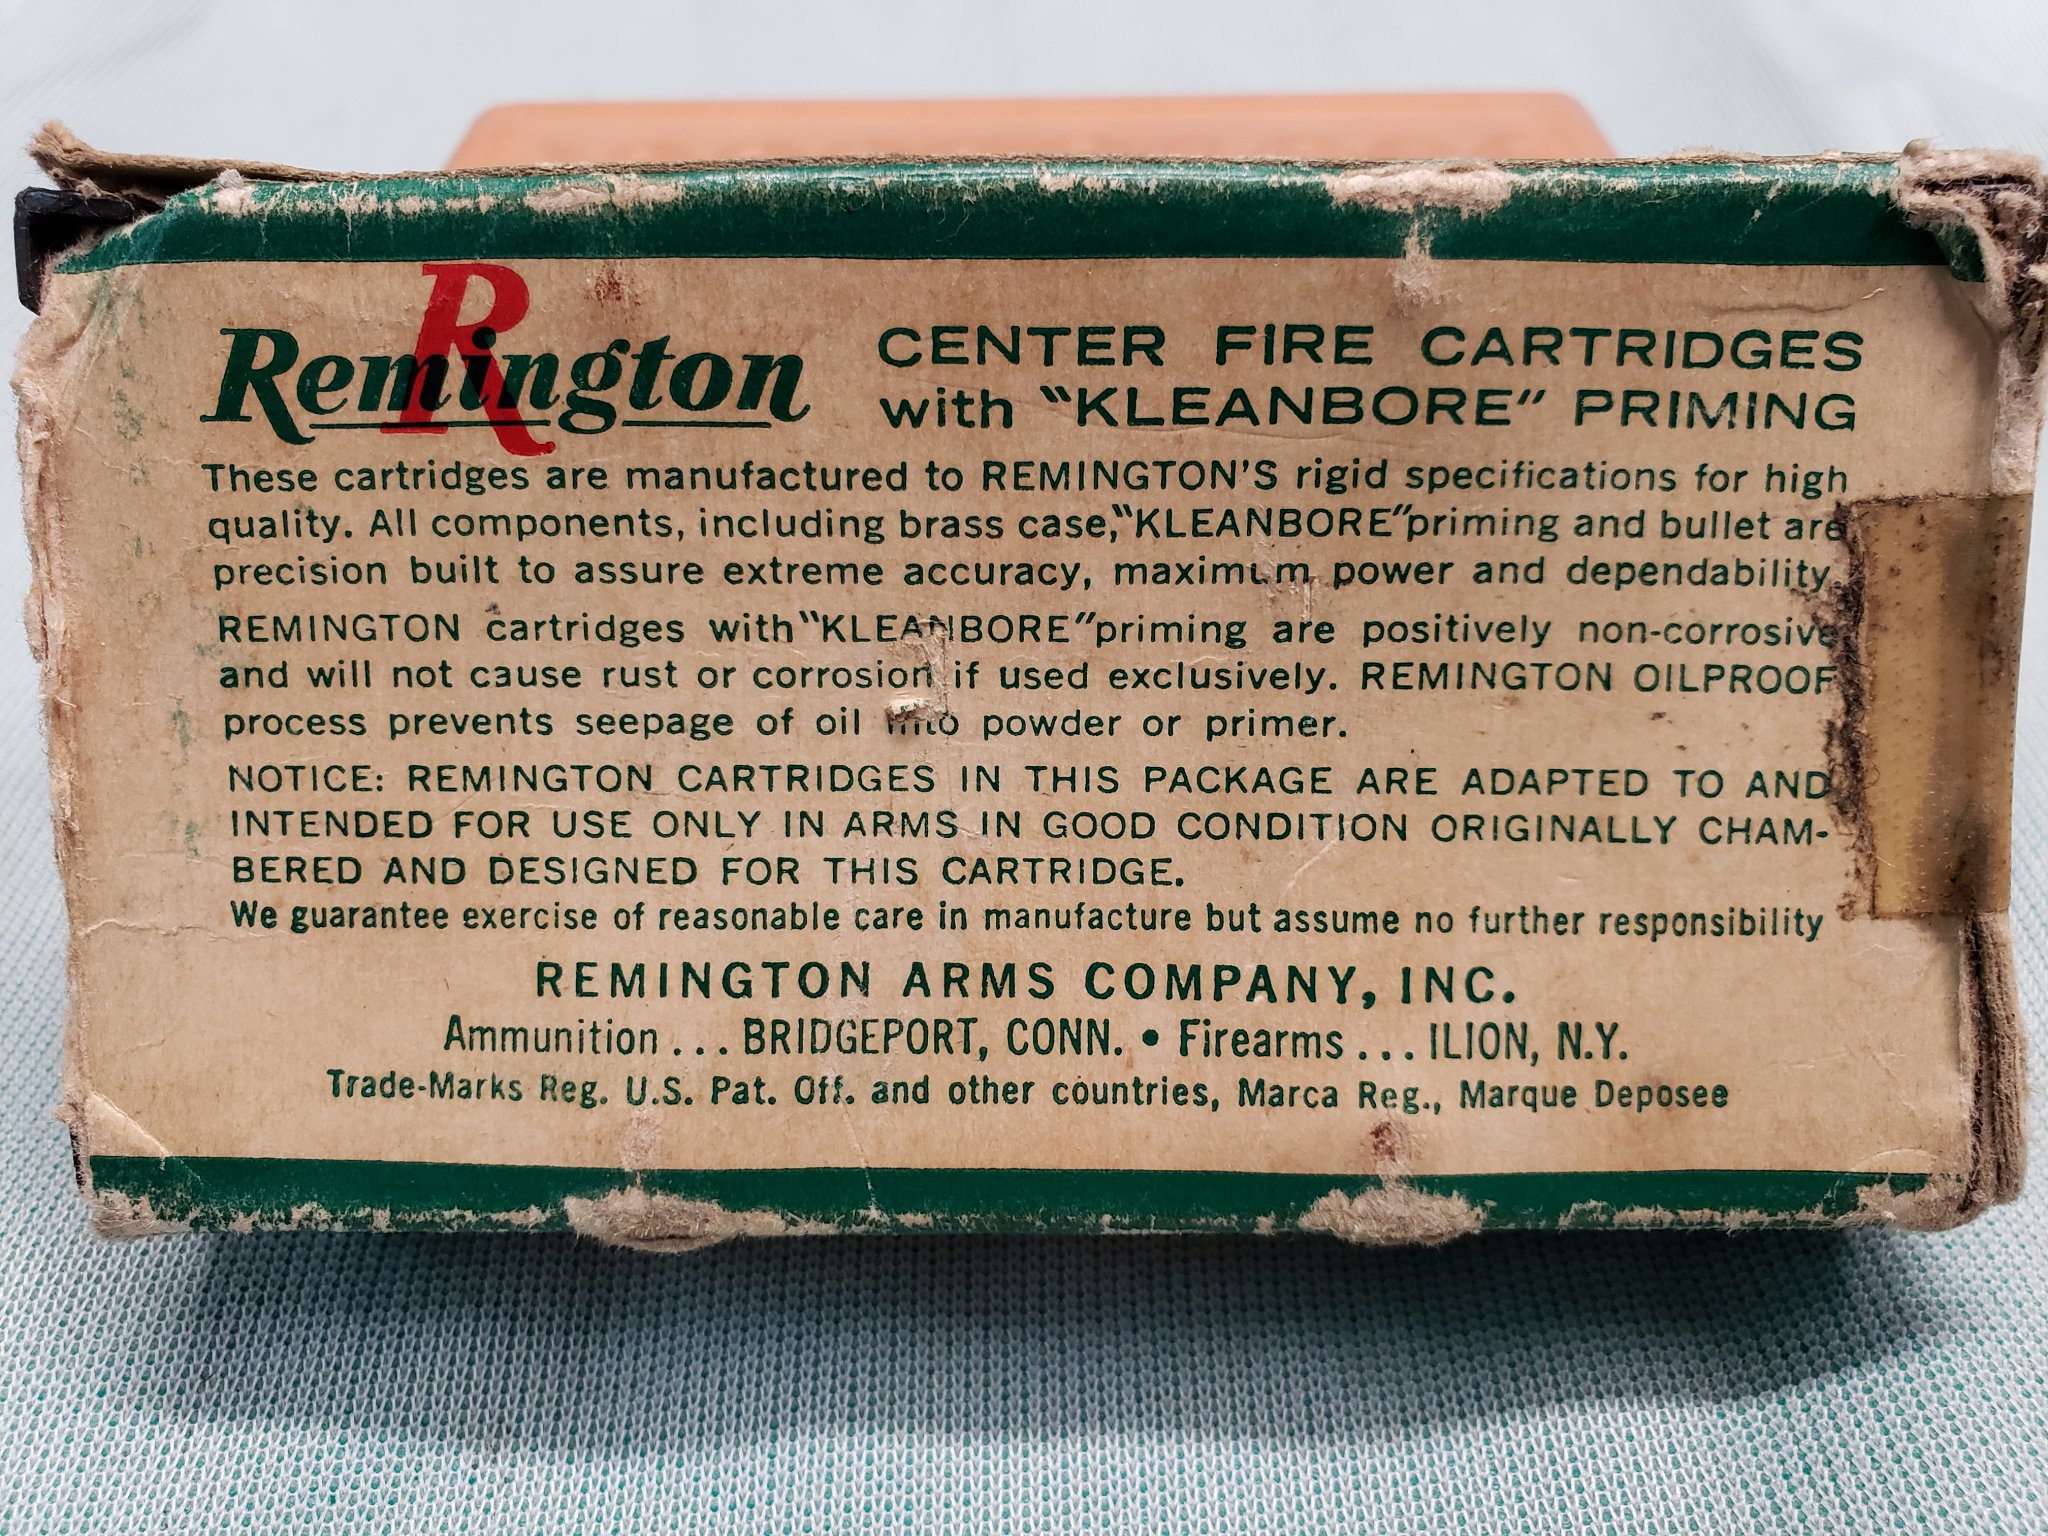 Remington
CENTER FIRE CARTRIDGES
with "KLEANBORE" PRIMING
These cartridges are manufactured to REMINGTON'S rigid specifications for high
quality. All components, including brass case, "KLEANBORE" priming and bullet are
precision built to assure extreme accuracy, maximum power and dependability.
REMINGTON cartridges with "KLEANBORE" priming are positively non-corrosive
and will not cause rust or corrosion if used exclusively. REMINGTON OILPROOF
process prevents seepage of oil into powder or primer.
NOTICE: REMINGTON CARTRIDGES IN THIS PACKAGE ARE ADAPTED TO AND
INTENDED FOR USE ONLY IN ARMS IN GOOD CONDITION ORIGINALLY CHAM-
BERED AND DESIGNED FOR THIS CARTRIDGE.
We guarantee exercise of reasonable care in manufacture but assume no further responsibility
REMINGTON ARMS COMPANY, INC.
Ammunition ... BRIDGEPORT, CONN. • Firearms ... ILION, N.Y.
Trade-Marks Reg. U.S. Pat. Off. and other countries, Marca Reg., Marque Deposee